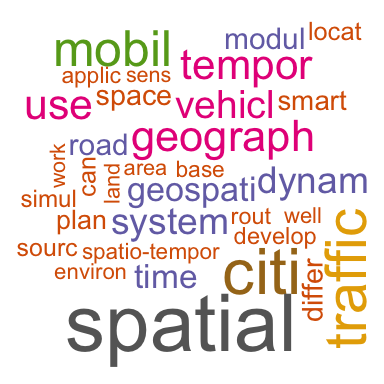 locat
modul
mobil
tempor
applic sens
space
vehicl
smart
use
road
geograph
work
can
land
area
base
geospati
dynam
simul
plan
system
rout
well
develop
sourc
spatio-tempor
environ
time
citi
differ
traffic
spatial